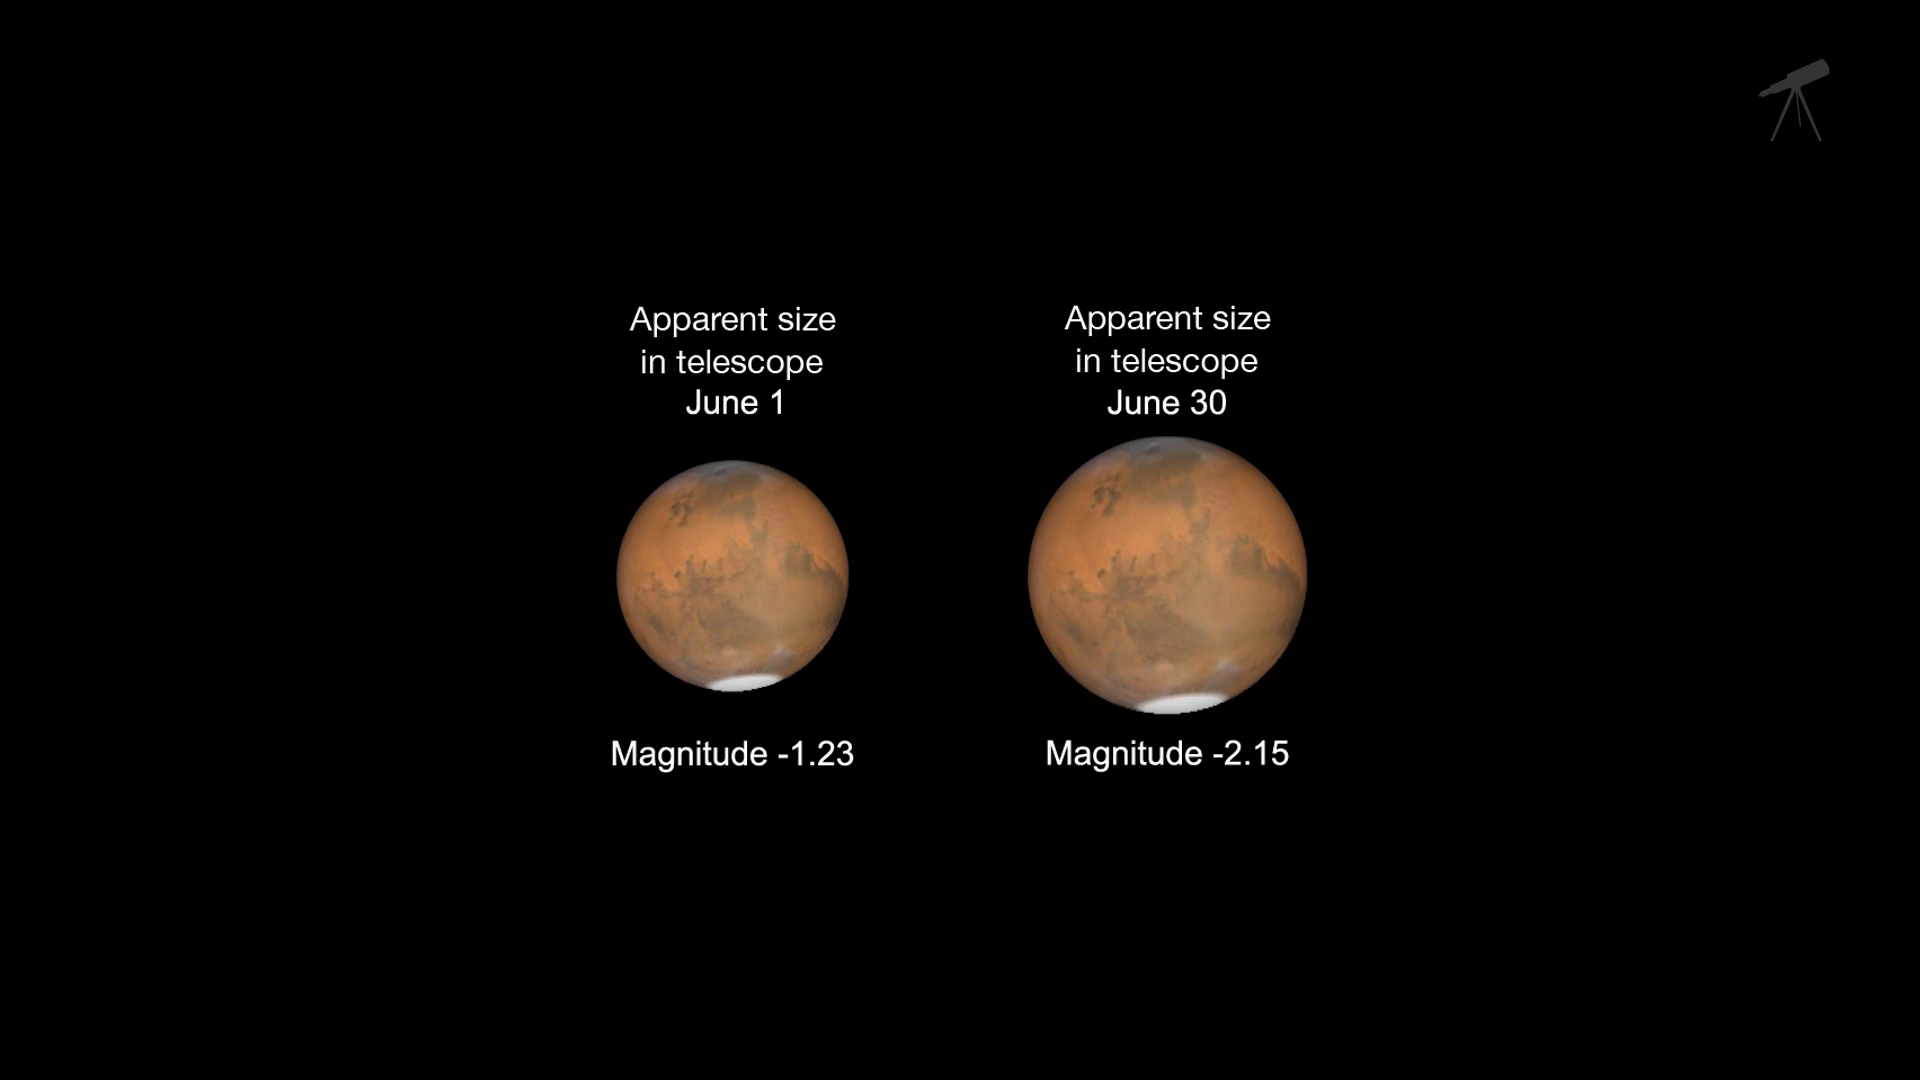 Apparent size
in telescope
June 1
Magnitude -1.23
Apparent size
in telescope
June 30
Magnitude -2.15